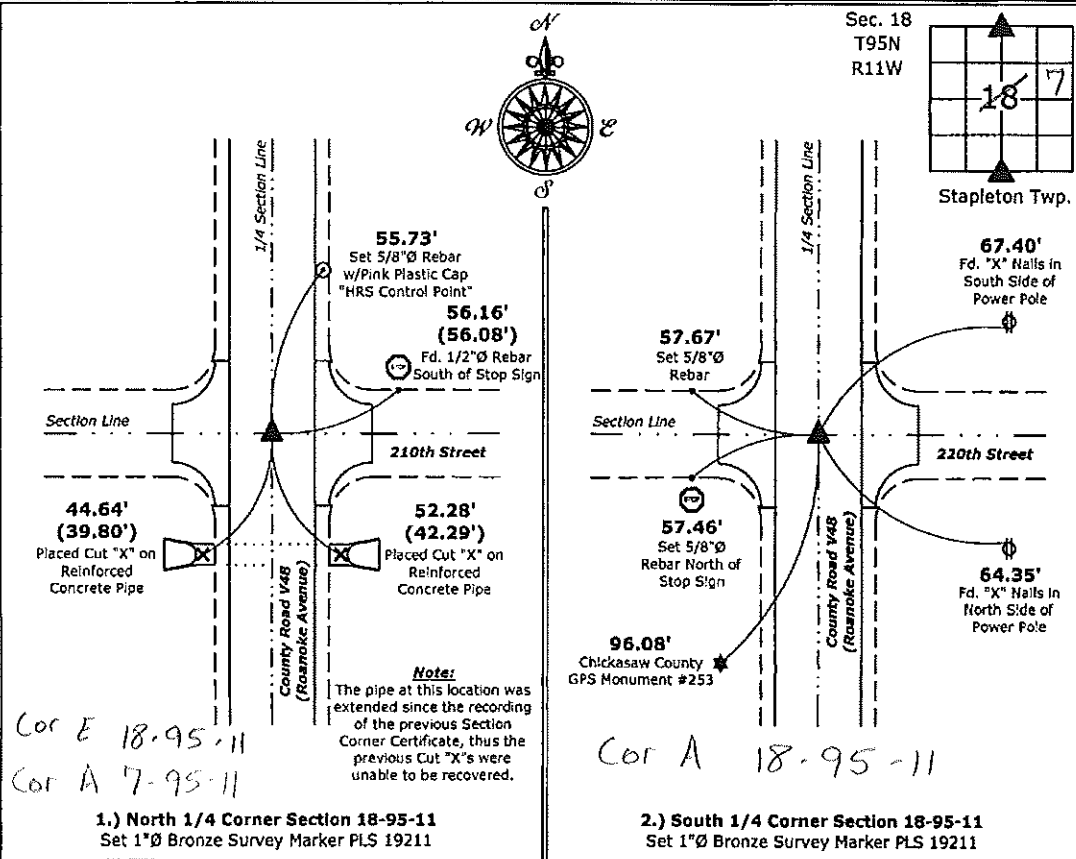 N
W
E
S
Sec. 18
T95N
R11W
18 7
Stapleton Twp.
1/4 Section Line
55.73'
Set 5/8"Ø Rebar
w/Pink Plastic Cap
"HRS Control Point"
56.16'
(56.08')
Fd. 1/2"Ø Rebar
South of Stop Sign
STOP
Section Line
210th Street
44.64'
(39.80')
Placed Cut "X" on
Reinforced
Concrete Pipe
52.28'
(42.29')
Placed Cut "X" on
Reinforced
Concrete Pipe
County Road V48
(Roanoke Avenue)
Note:
The pipe at this location was
extended since the recording
of the previous Section
Corner Certificate, thus the
previous Cut "X"s were
unable to be recovered.
Cor E 18-95-11
Cor A 7-95-11
1.) North 1/4 Corner Section 18-95-11
Set 1"Ø Bronze Survey Marker PLS 19211
1/4 Section Line
67.40'
Fd. "X" Nails in
South Side of
Power Pole
57.67'
Set 5/8"Ø
Rebar
Section Line
220th Street
STOP
57.46'
Set 5/8"Ø
Rebar North of
Stop Sign
64.35'
Fd. "X" Nails in
North Side of
Power Pole
96.08'
Chickasaw County
GPS Monument #253
County Road V48
(Roanoke Avenue)
Cor A 18-95-11
2.) South 1/4 Corner Section 18-95-11
Set 1"Ø Bronze Survey Marker PLS 19211